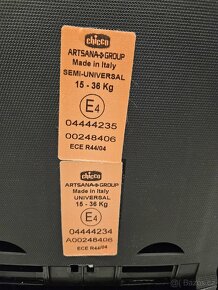 chicco
ARTSANA GROUP
Made in Italy
SEMI-UNIVERSAL
15 - 36 Kg
E4
04444235
00248406
ECE R44/04
chicco
ARTSANA GROUP
Made in Italy
UNIVERSAL
15 - 36 Kg
E4
04444234
A00248406
ECE R44/04